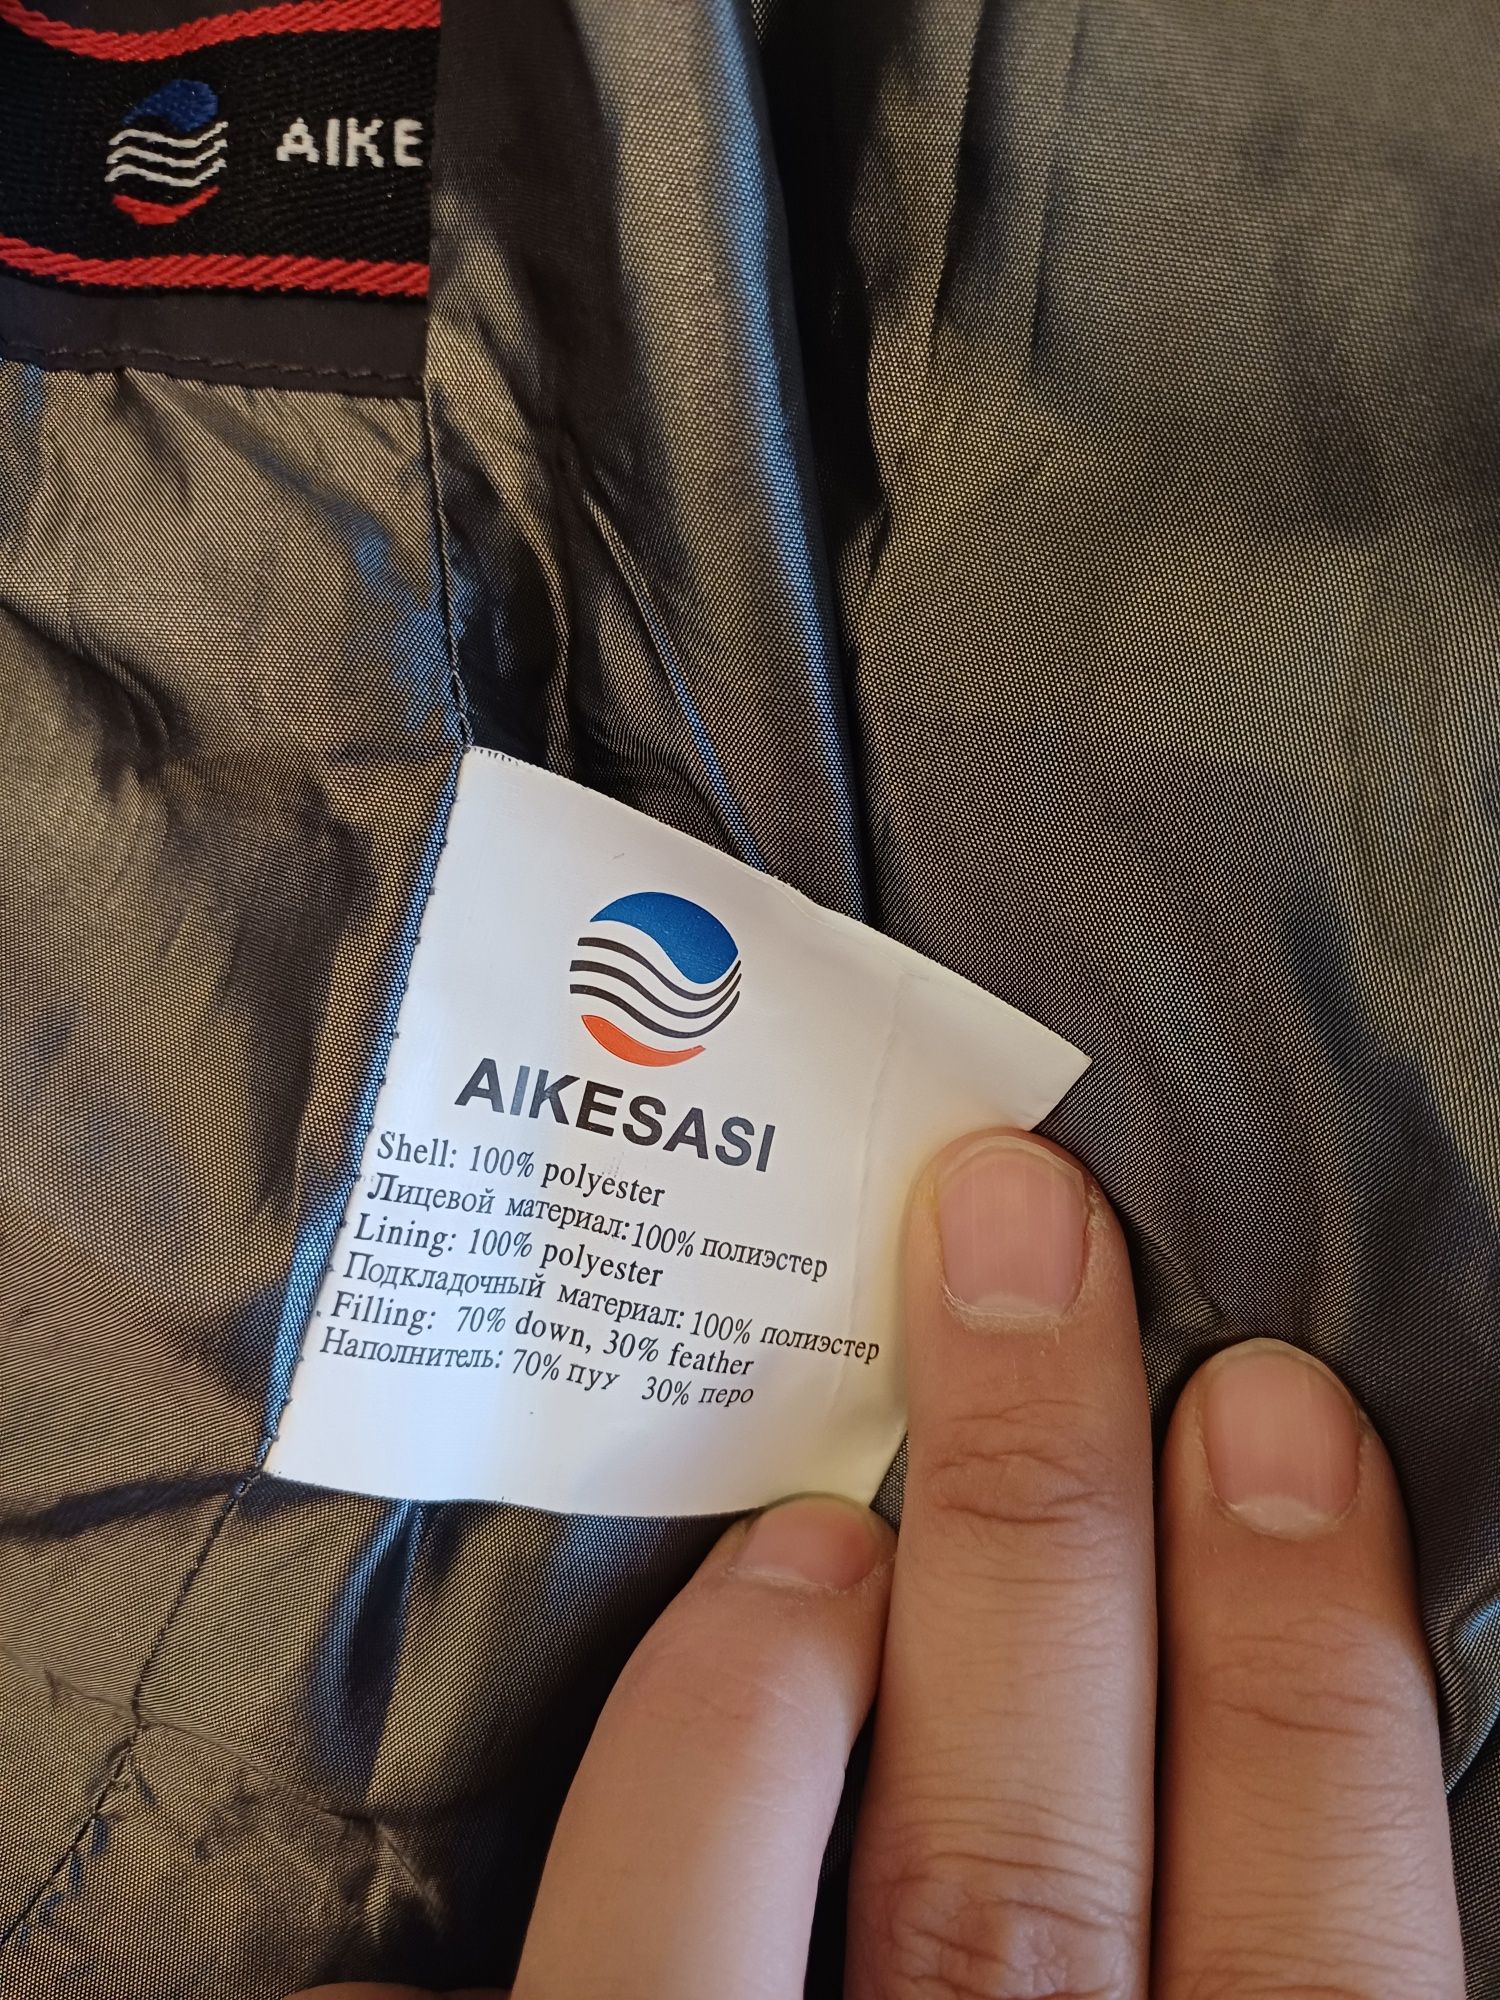 AIKE
AIKESASI
Shell: 100% polyester
Лицевой материал: 100% полиэстер
Lining: 100% polyester
Подкладочный материал: 100% полиэстер
Filling: 70% down, 30% feather
Наполнитель: 70% пух 30% перо